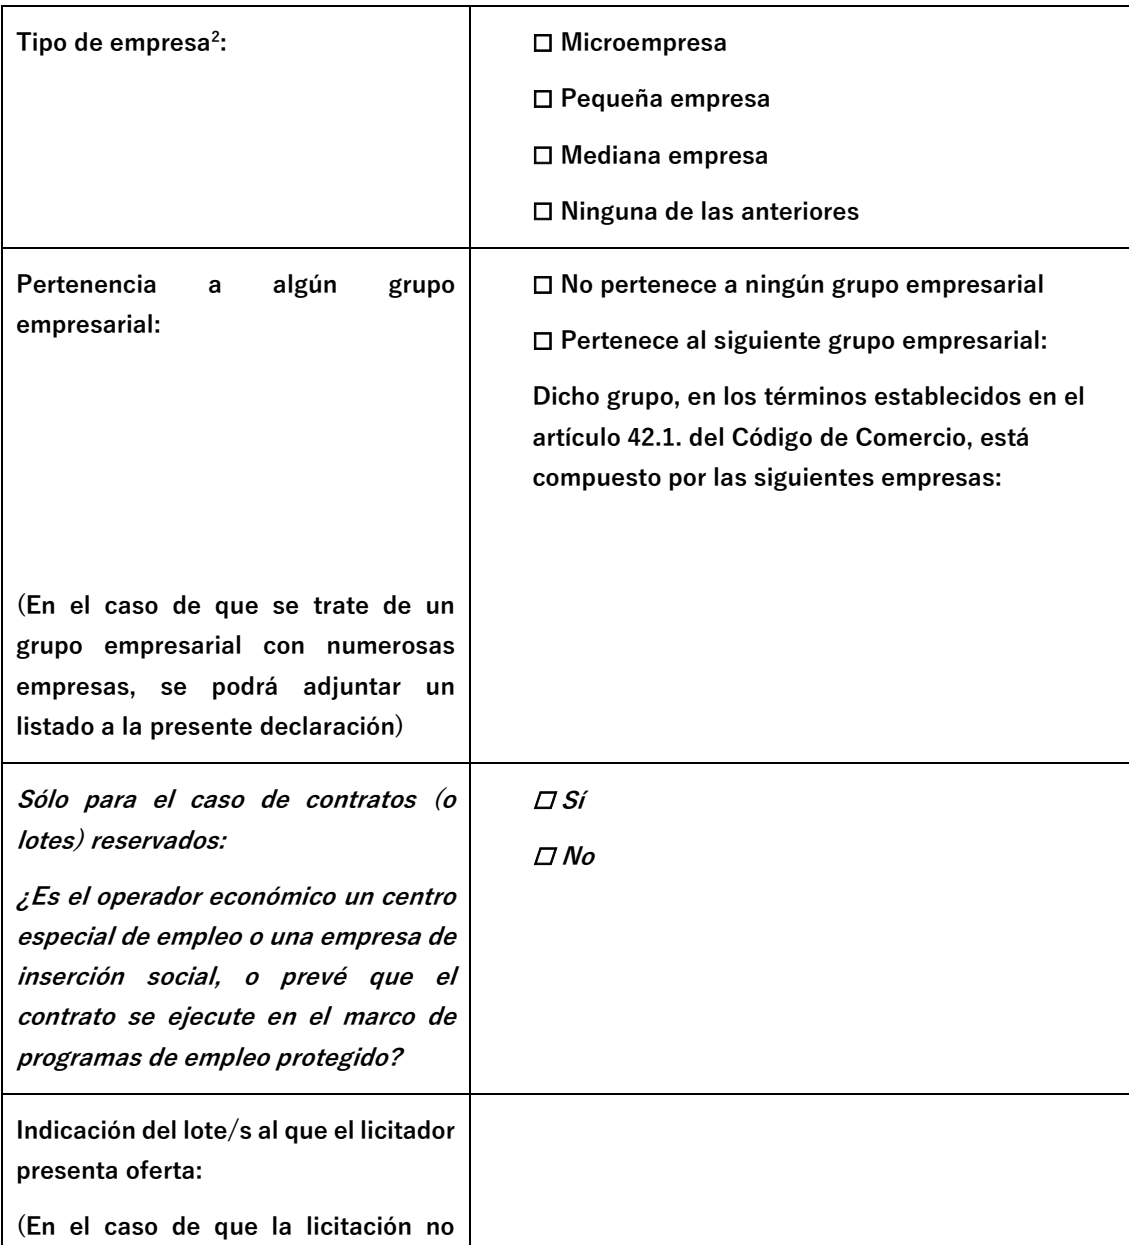 Tipo de empresa²:
☐ Microempresa
☐ Pequeña empresa
☐ Mediana empresa
☐ Ninguna de las anteriores
Pertenencia a algún grupo
empresarial:
(En el caso de que se trate de un
grupo empresarial con numerosas
empresas, se podrá adjuntar un
listado a la presente declaración)
☐ No pertenece a ningún grupo empresarial
☐ Pertenece al siguiente grupo empresarial:
Dicho grupo, en los términos establecidos en el
artículo 42.1. del Código de Comercio, está
compuesto por las siguientes empresas:
Sólo para el caso de contratos (o
lotes) reservados:
¿Es el operador económico un centro
especial de empleo o una empresa de
inserción social, o prevé que el
contrato se ejecute en el marco de
programas de empleo protegido?
☐ Sí
☐ No
Indicación del lote/s al que el licitador
presenta oferta:
(En el caso de que la licitación no